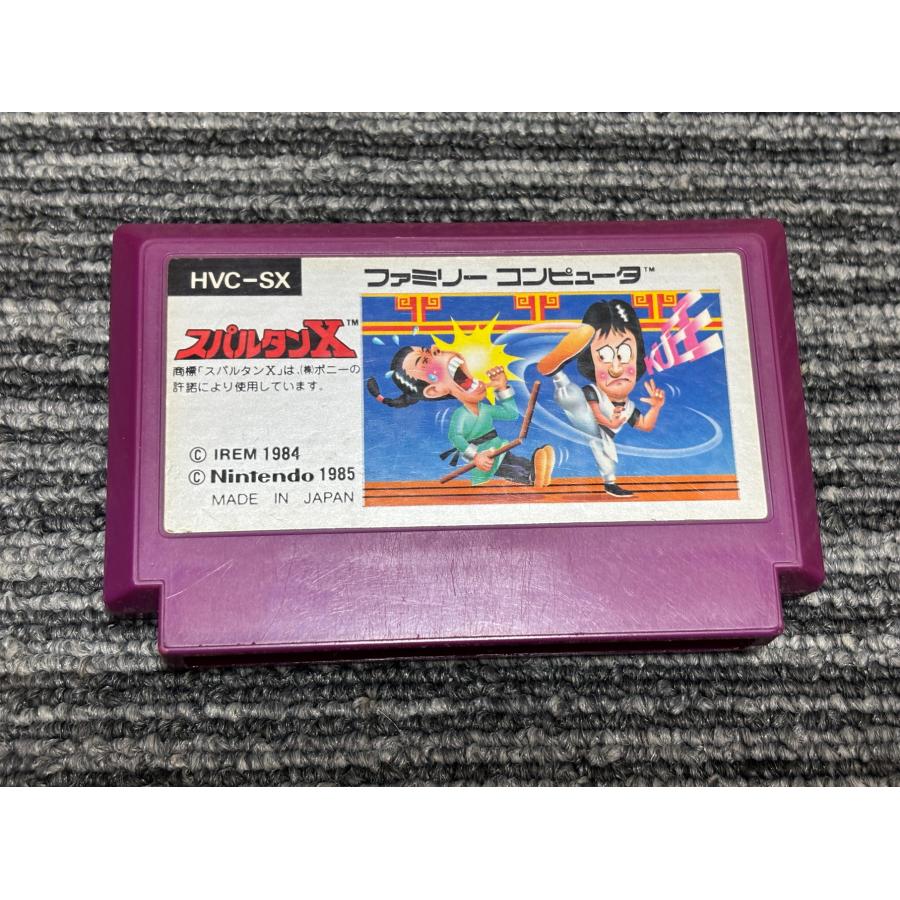 HVC-SX
ファミリー コンピュータ™
スパルタンX™
商標「スパルタンX」は、(株)ポニーの
許諾により使用しています。
© IREM 1984
© Nintendo 1985
MADE IN JAPAN